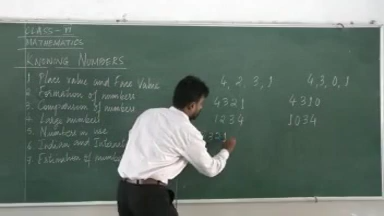 CLASS-VI
MATHEMATICS
KNOWING NUMBERS
1. Place value and Face Value
2. Formation of numbers
3. Comparison of numbers
4. Large numbers
5. Numbers in use
6. Indian and
7. Estimation of
4, 2, 3, 1
4321
1234
321
4, 3, 0, 1
4310
1034